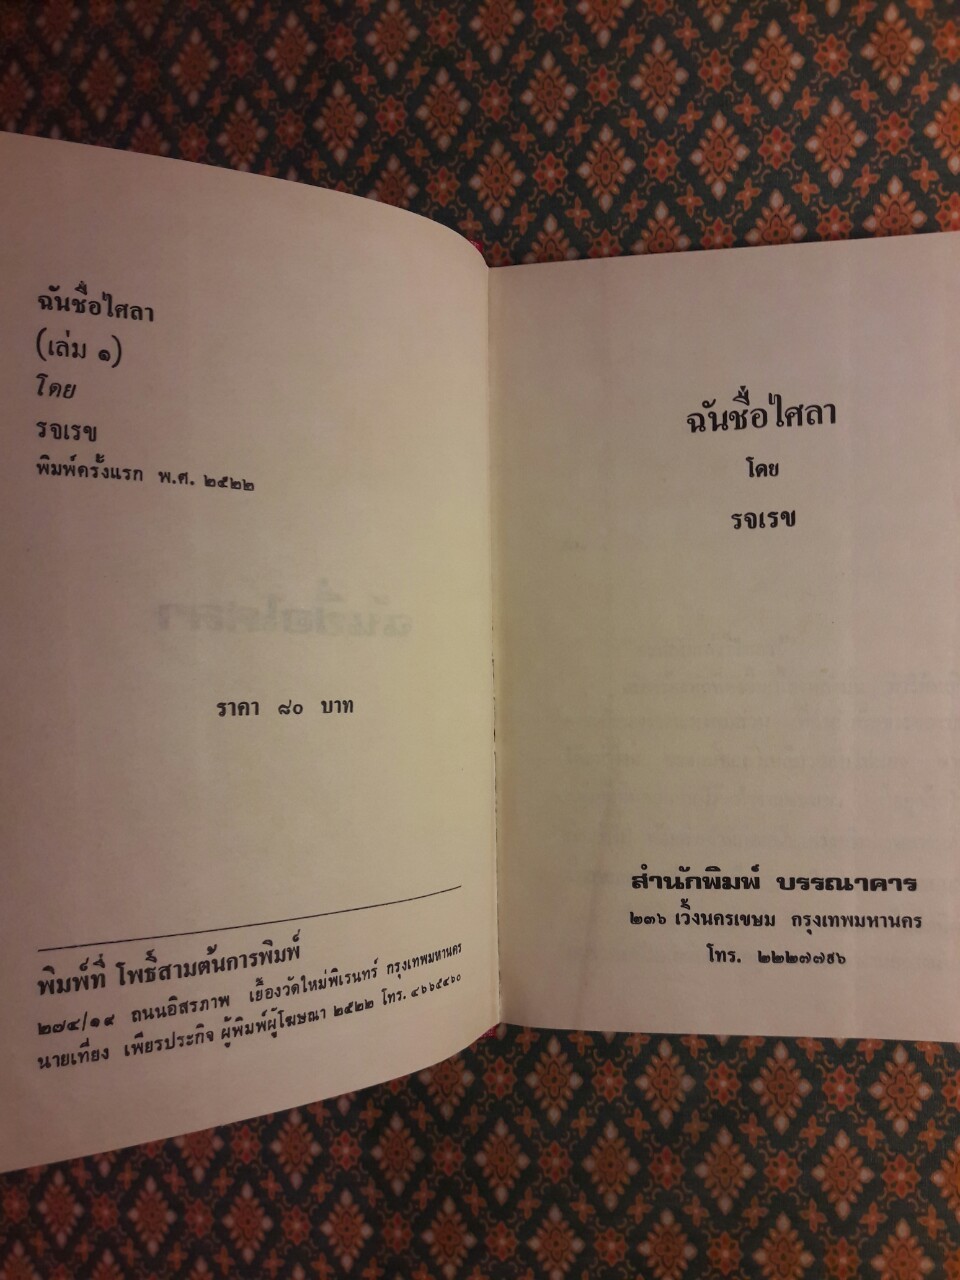 ฉันชื่อไศลา
(เล่ม ๑)
โดย
รจเรข
พิมพ์ครั้งแรก พ.ศ. ๒๕๒๒
ราคา ๘๐ บาท
พิมพ์ที่ โพธิ์สามต้นการพิมพ์
๒๗๔/๑๔ ถนนอิสรภาพ เยื้องวัดใหม่พิเรนทร์ กรุงเทพมหานคร
นายเที่ยง เพียรประกิจ ผู้พิมพ์ผู้โฆษณา ๒๕๒๒ โทร. ๔๖๖๕๔๖๐
ฉันชื่อไศลา
โดย
รจเรข
สำนักพิมพ์ บรรณาคาร
๒๓๖ เวิ้งนครเขษม กรุงเทพมหานคร
โทร. ๒๒๒๗๗๙๖